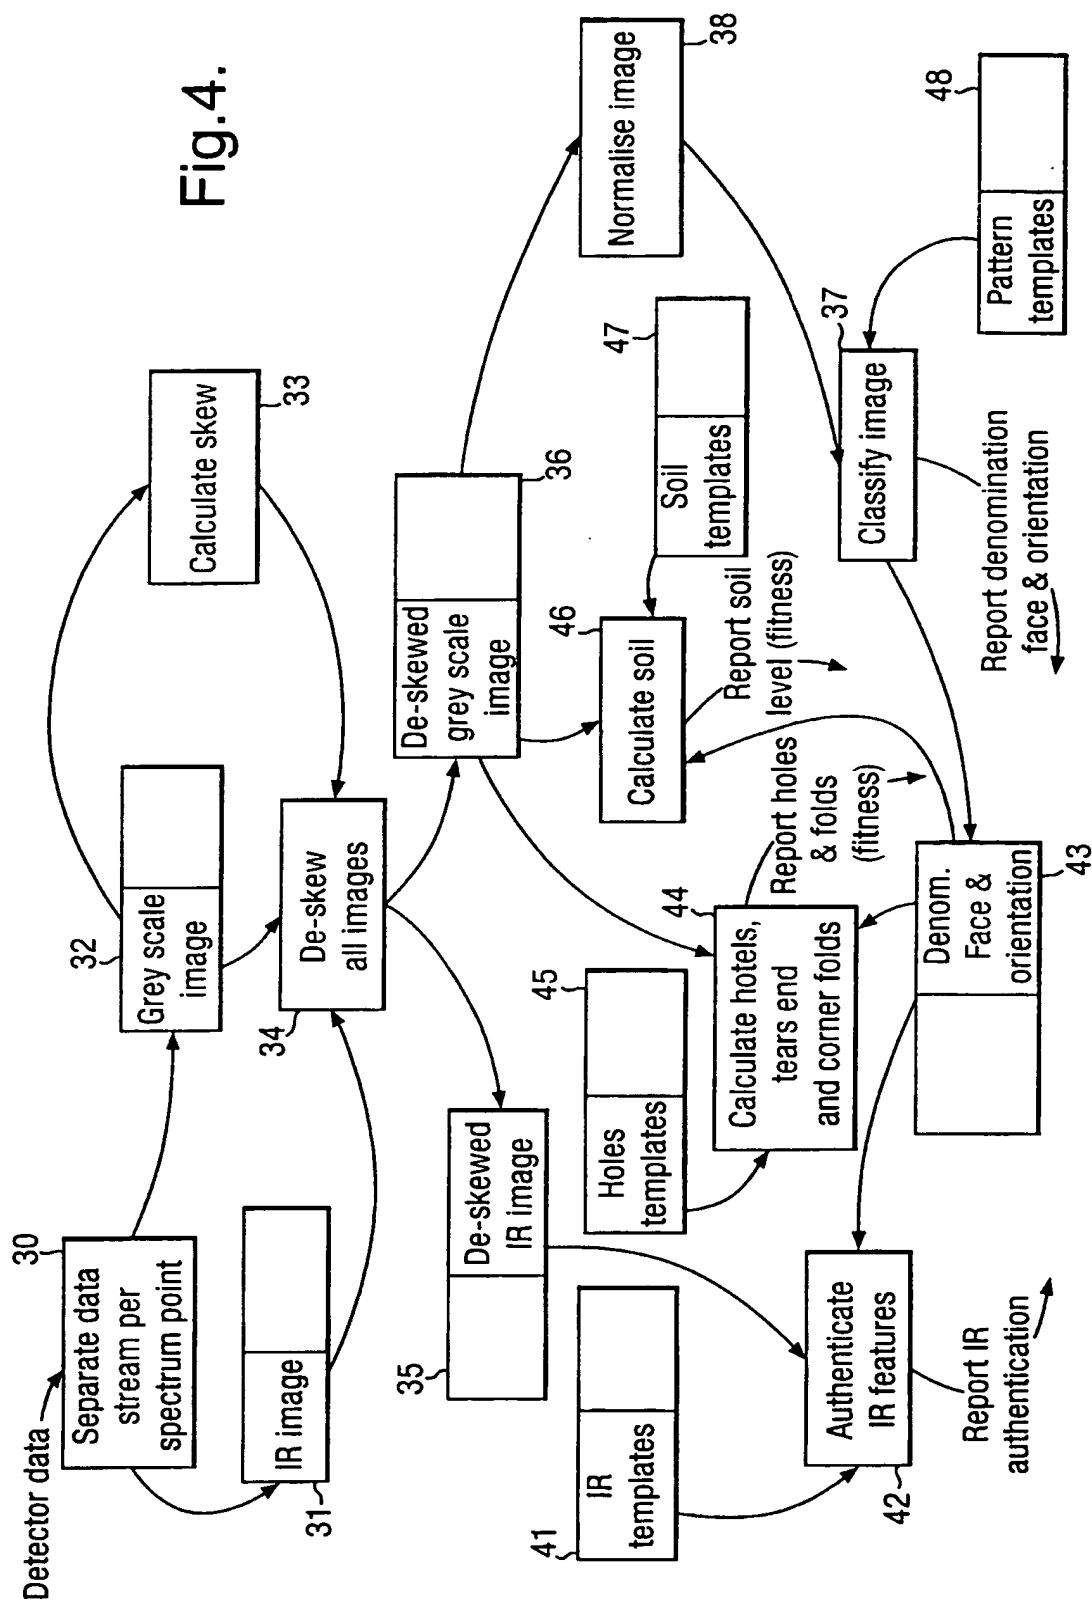 Fig.4.
Detector data
30
Separate data
stream per
spectrum point
32
Grey scale
image
Calculate skew
33
IR image
31
34
De-skew
all images
35
De-skewed
IR image
De-skewed
grey scale
image
36
Normalise image
38
41
IR
templates
45
Holes
templates
46
Calculate soil
47
Soil
templates
Report soil
level (fitness)
44
Calculate hotels,
tears end
and corner folds
Report holes
& folds
(fitness)
37
Classify image
48
Pattern
templates
Report denomination
face & orientation
Authenticate
IR features
42
Report IR
authentication
Denom.
Face &
orientation
43